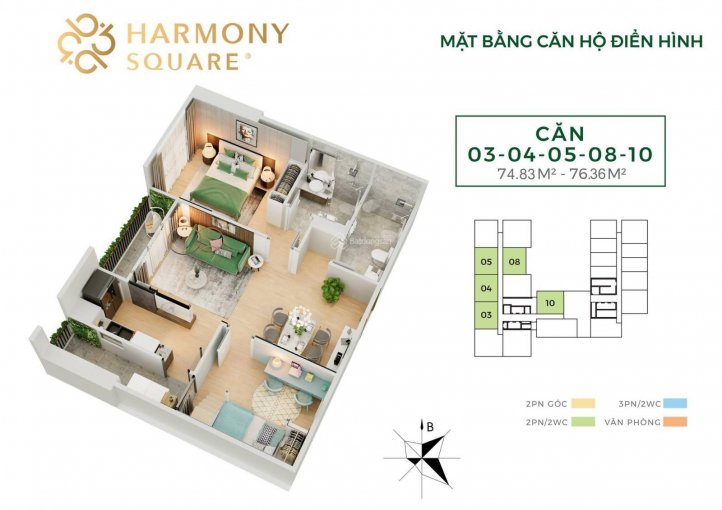 HARMONY
SQUARE®
MẶT BẰNG CĂN HỘ ĐIỂN HÌNH
CĂN
03-04-05-08-10
74.83 M² - 76.36 M²
05
08
04
10
03
2PN GÓC
3PN/2WC
2PN/2WC
VĂN PHÒNG
B
Batdongsan